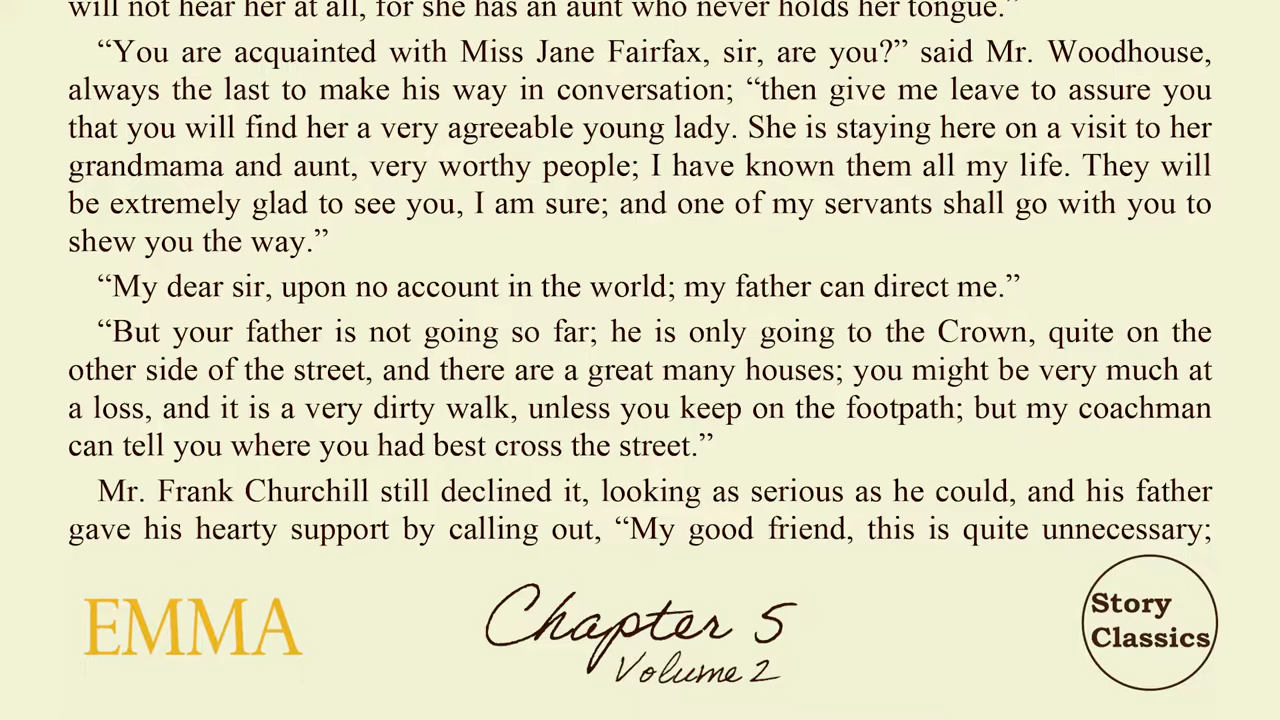 will not hear her at all, for she has an aunt who never holds her tongue.”
“You are acquainted with Miss Jane Fairfax, sir, are you?” said Mr. Woodhouse,
always the last to make his way in conversation; “then give me leave to assure you
that you will find her a very agreeable young lady. She is staying here on a visit to her
grandmama and aunt, very worthy people; I have known them all my life. They will
be extremely glad to see you, I am sure; and one of my servants shall go with you to
shew you the way.”
“My dear sir, upon no account in the world; my father can direct me.”
“But your father is not going so far; he is only going to the Crown, quite on the
other side of the street, and there are a great many houses; you might be very much at
a loss, and it is a very dirty walk, unless you keep on the footpath; but my coachman
can tell you where you had best cross the street.”
Mr. Frank Churchill still declined it, looking as serious as he could, and his father
gave his hearty support by calling out, “My good friend, this is quite unnecessary;
EMMA
Chapter 5
Volume 2
Story
Classics